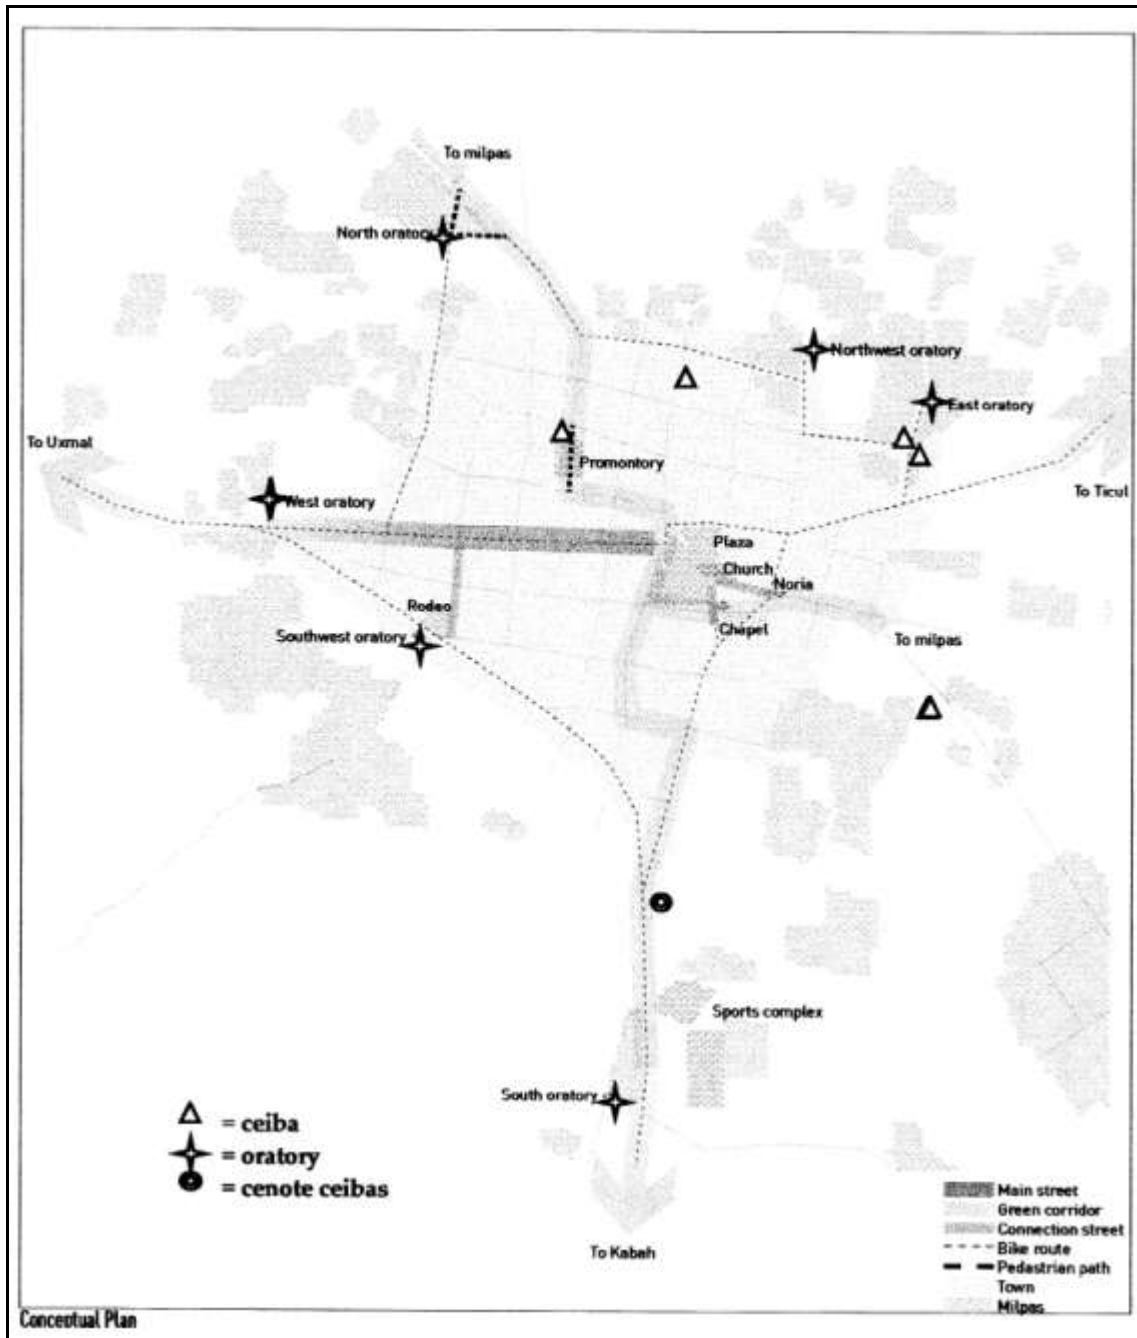 To milpas
North oratory
Northwest oratory
East oratory
To Uxmal
Promontory
To Ticul
West oratory
Plaza
Church
Noria
Rodeo
Chapel
Southwest oratory
To milpas
Sports complex
South oratory
= ceiba
= oratory
= cenote ceibas
To Kabah
Main street
Green corridor
Connection street
Bike route
Pedastrian path
Town
Milpas
Conceptual Plan